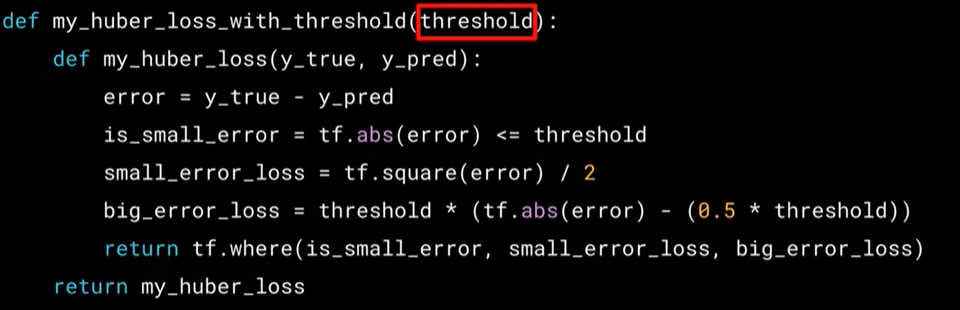 def my_huber_loss_with_threshold(threshold):
    def my_huber_loss(y_true, y_pred):
        error = y_true - y_pred
        is_small_error = tf.abs(error) <= threshold
        small_error_loss = tf.square(error) / 2
        big_error_loss = threshold * (tf.abs(error) - (0.5 * threshold))
        return tf.where(is_small_error, small_error_loss, big_error_loss)
    return my_huber_loss